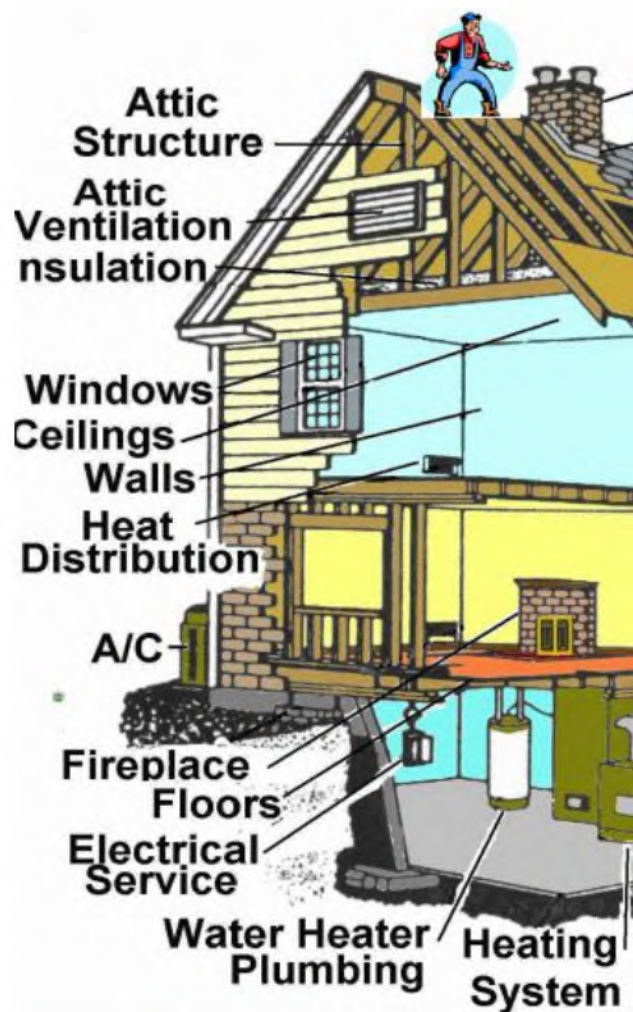 Attic
Structure
Attic
Ventilation
nsulation
Windows
Ceilings
Walls
Heat
Distribution
A/C
Fireplace
Floors
Electrical
Service
Water Heater
Plumbing
Heating
System